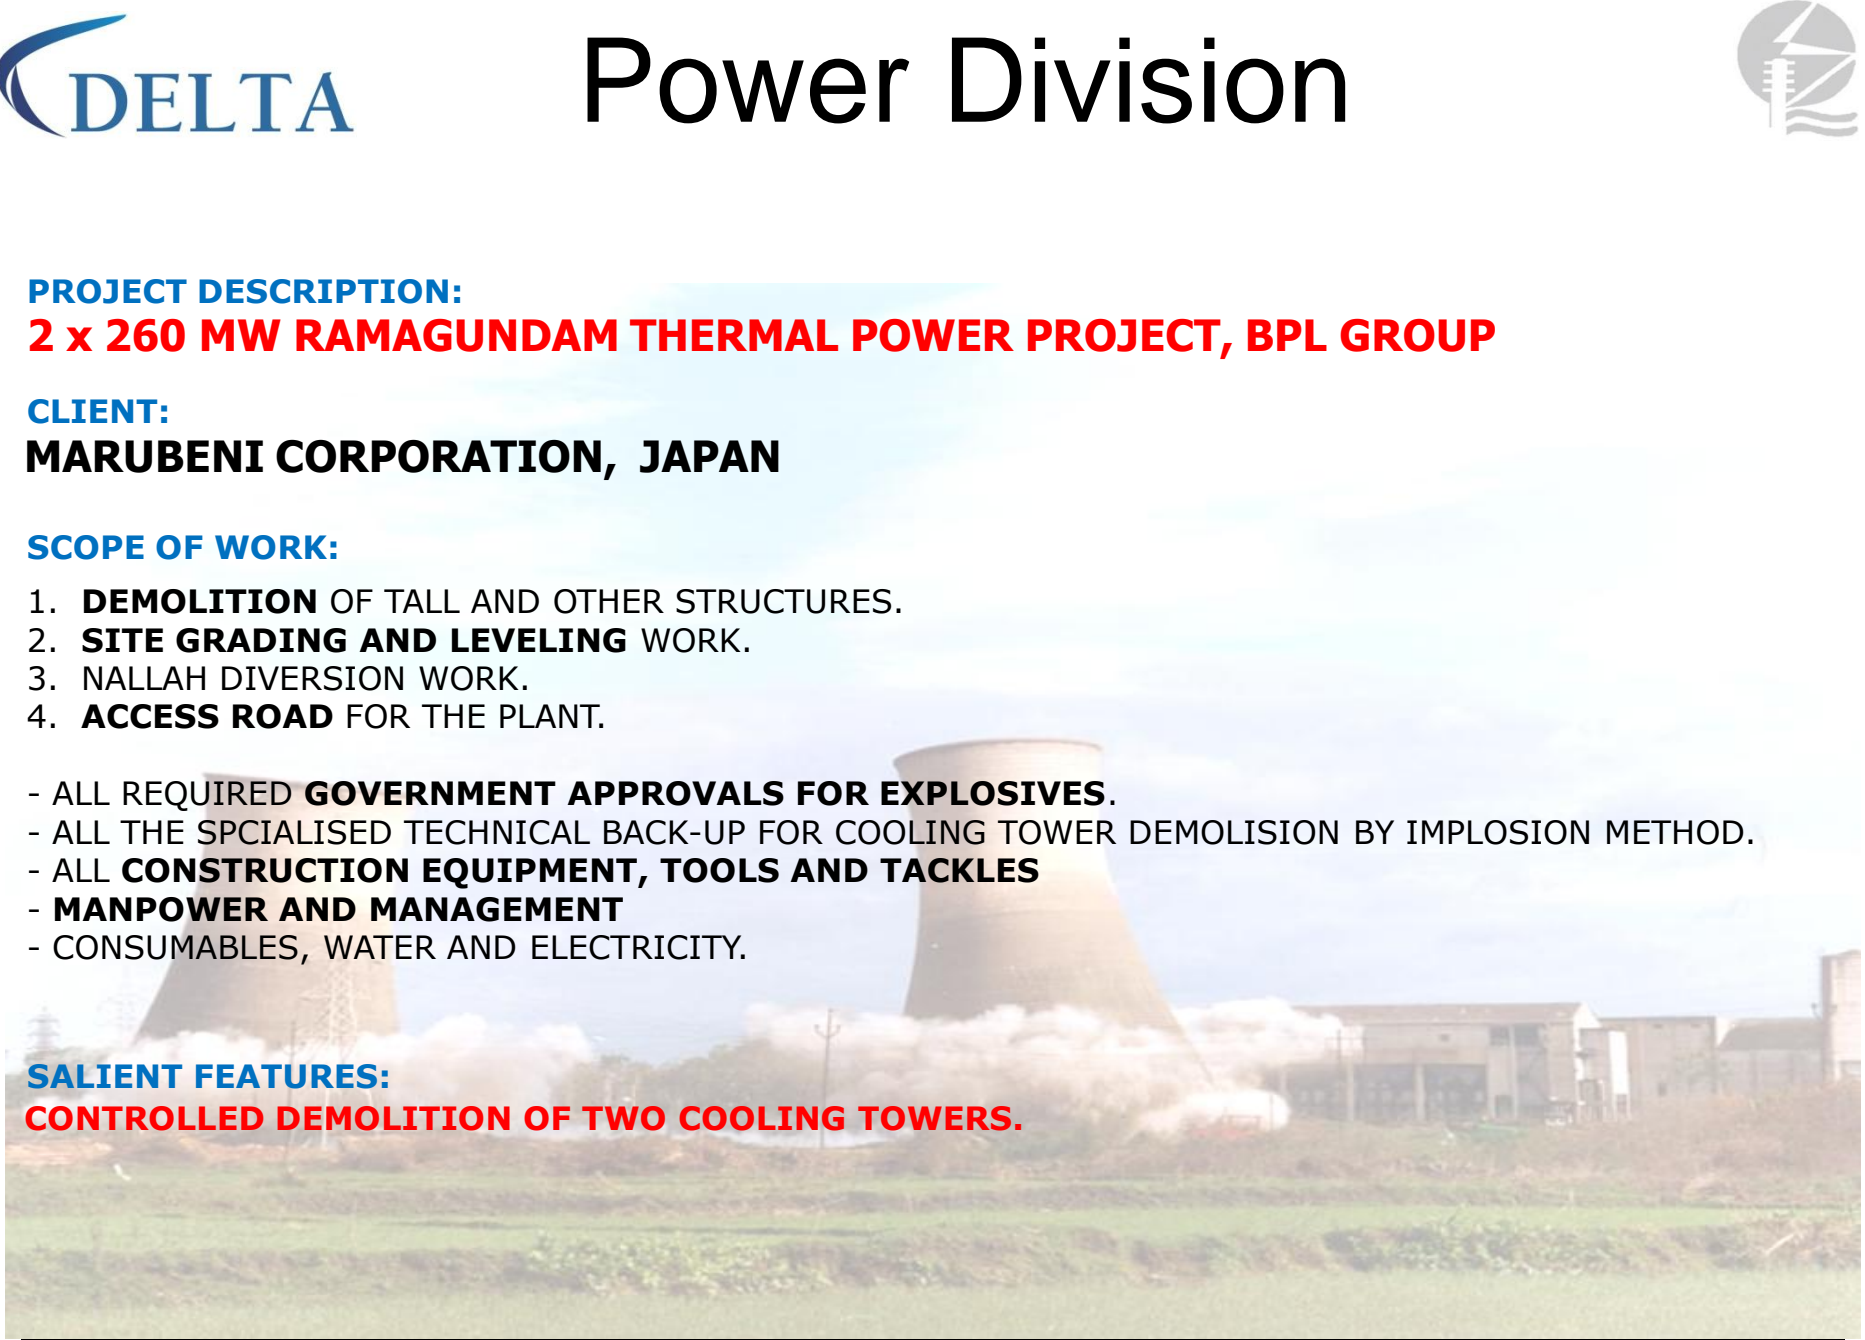 DELTA
Power Division
PROJECT DESCRIPTION:
2 x 260 MW RAMAGUNDAM THERMAL POWER PROJECT, BPL GROUP
CLIENT:
MARUBENI CORPORATION, JAPAN
SCOPE OF WORK:
1. DEMOLITION OF TALL AND OTHER STRUCTURES.
2. SITE GRADING AND LEVELING WORK.
3. NALLAH DIVERSION WORK.
4. ACCESS ROAD FOR THE PLANT.
- ALL REQUIRED GOVERNMENT APPROVALS FOR EXPLOSIVES.
- ALL THE SPCIALISED TECHNICAL BACK-UP FOR COOLING TOWER DEMOLISION BY IMPLOSION METHOD.
- ALL CONSTRUCTION EQUIPMENT, TOOLS AND TACKLES
- MANPOWER AND MANAGEMENT
- CONSUMABLES, WATER AND ELECTRICITY.
SALIENT FEATURES:
CONTROLLED DEMOLITION OF TWO COOLING TOWERS.